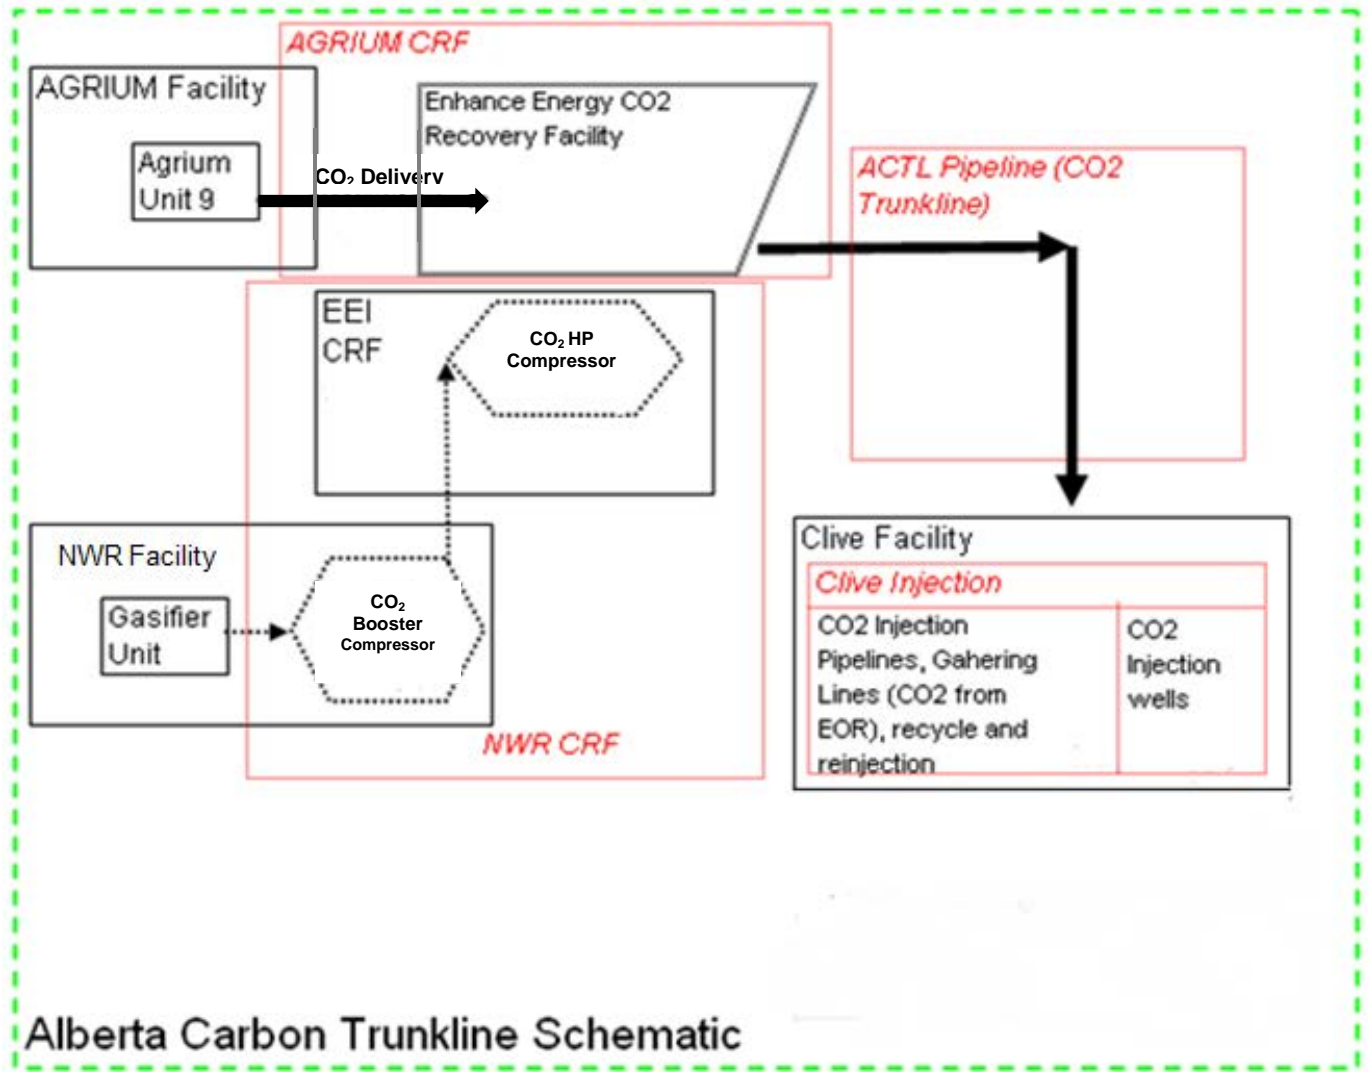 AGRIUM CRF
AGRIUM Facility
Agrium
Unit 9
CO₂ Delivery
Enhance Energy CO2
Recovery Facility
ACTL Pipeline (CO2
Trunkline)
EEI
CRF
CO₂ HP
Compressor
NWR Facility
Gasifier
Unit
CO₂
Booster
Compressor
NWR CRF
Clive Facility
Clive Injection
CO2 Injection
Pipelines, Gahering
Lines (CO2 from
EOR), recycle and
reinjection
CO2
Injection
wells
Alberta Carbon Trunkline Schematic